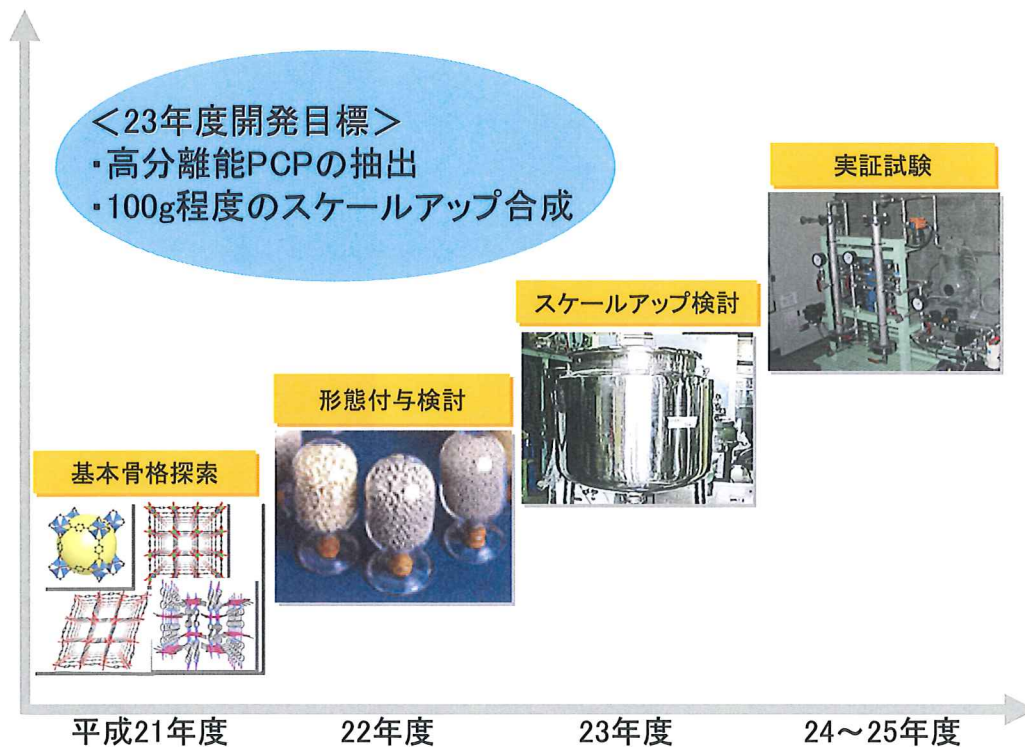 ＜23年度開発目標＞
・高分離能PCPの抽出
・100g程度のスケールアップ合成
実証試験
スケールアップ検討
形態付与検討
基本骨格探索
平成21年度
22年度
23年度
24～25年度